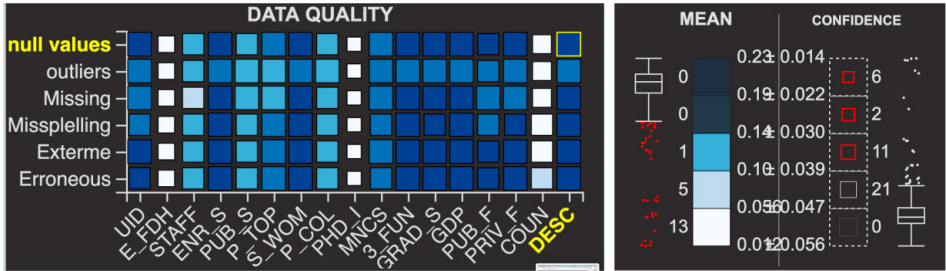 DATA QUALITY
null values
outliers
Missing
Missplelling
Exterme
Erroneous
UID
E_FDH
STAFF
ENR_S
PUB_S
P_TOP
S_WOM
P_COL
PHD_I
MNCS
3_FUN
GRAD_S
GDP
PUB_F
PRIV_F
COUN
DESC
MEAN
CONFIDENCE
0.23± 0.014
0
6
0.19± 0.022
0
2
0.14± 0.030
1
11
0.10± 0.039
5
21
0.056±0.047
13
0
0.012±0.056